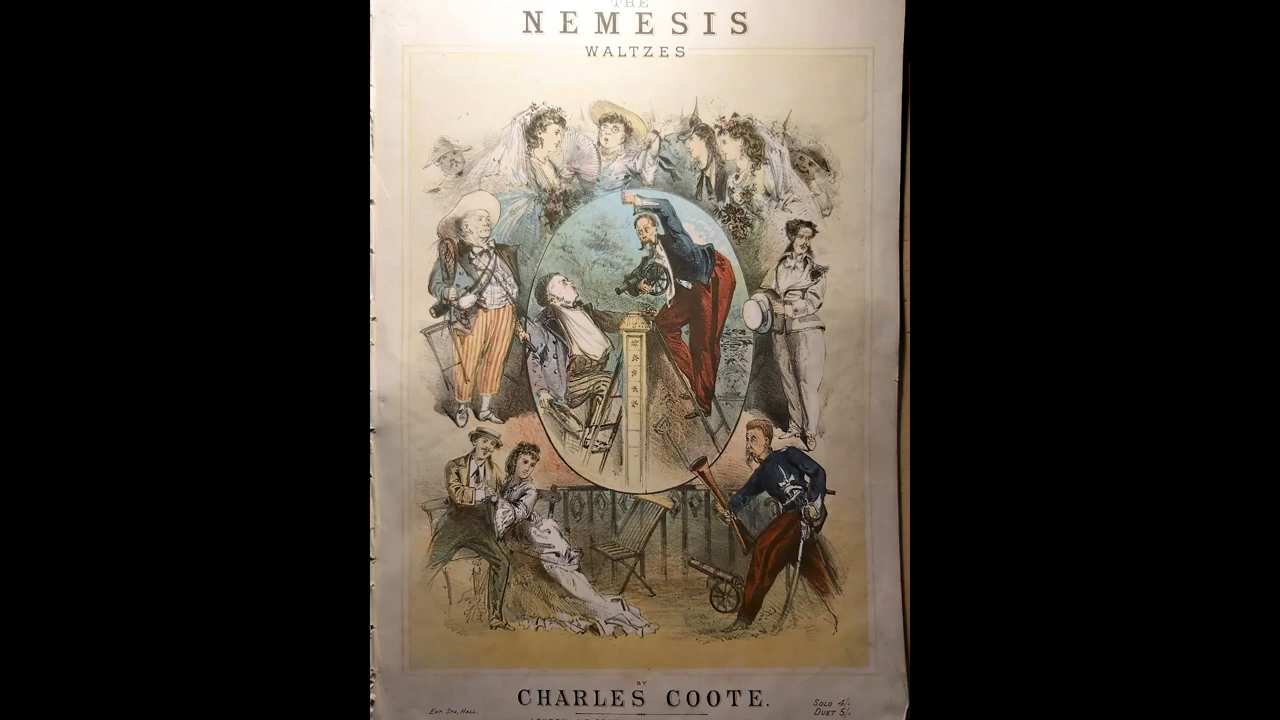 THE
NEMESIS
WALTZES
BY
CHARLES COOTE.
Ent. Sta. Hall.
SOLO 4/-
DUET 5/-